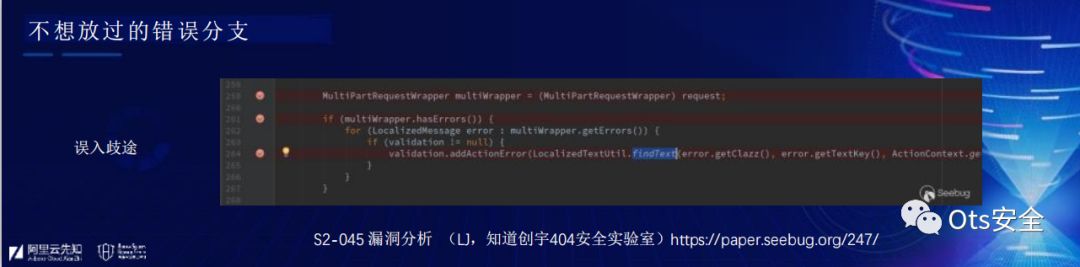 不想放过的错误分支
误入歧途
258
259 MultiPartRequestWrapper multiWrapper = (MultiPartRequestWrapper) request;
260
261 if (multiWrapper.hasErrors()) {
262 for (LocalizedMessage error : multiWrapper.getErrors()) {
263 if (validation != null) {
264 validation.addActionError(LocalizedTextUtil.findText(error.getClazz(), error.getTextKey(), ActionContext.ge
265 }
266 }
267 }
268
Seebug
Ots安全
阿里云先知
S2-045 漏洞分析 （LJ，知道创宇404安全实验室）https://paper.seebug.org/247/